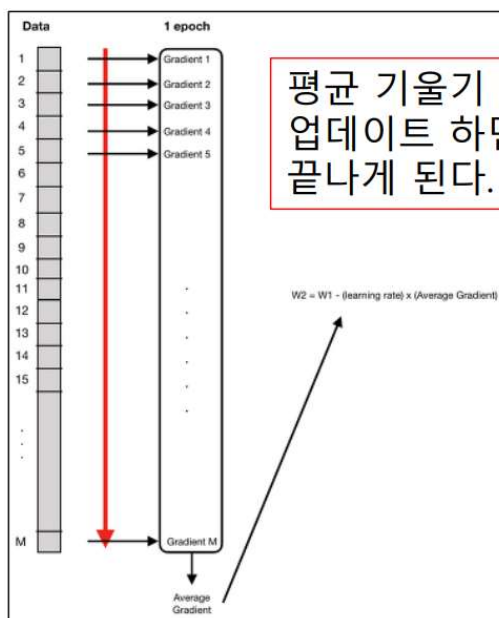 Data
1 epoch
1
Gradient 1
2
Gradient 2
3
Gradient 3
4
Gradient 4
5
Gradient 5
6
7
8
9
10
11
12
13
14
15
M
Gradient M
Average
Gradient
평균 기울기
업데이트 하면
끝나게 된다.
W2 = W1 - (learning rate) x (Average Gradient)